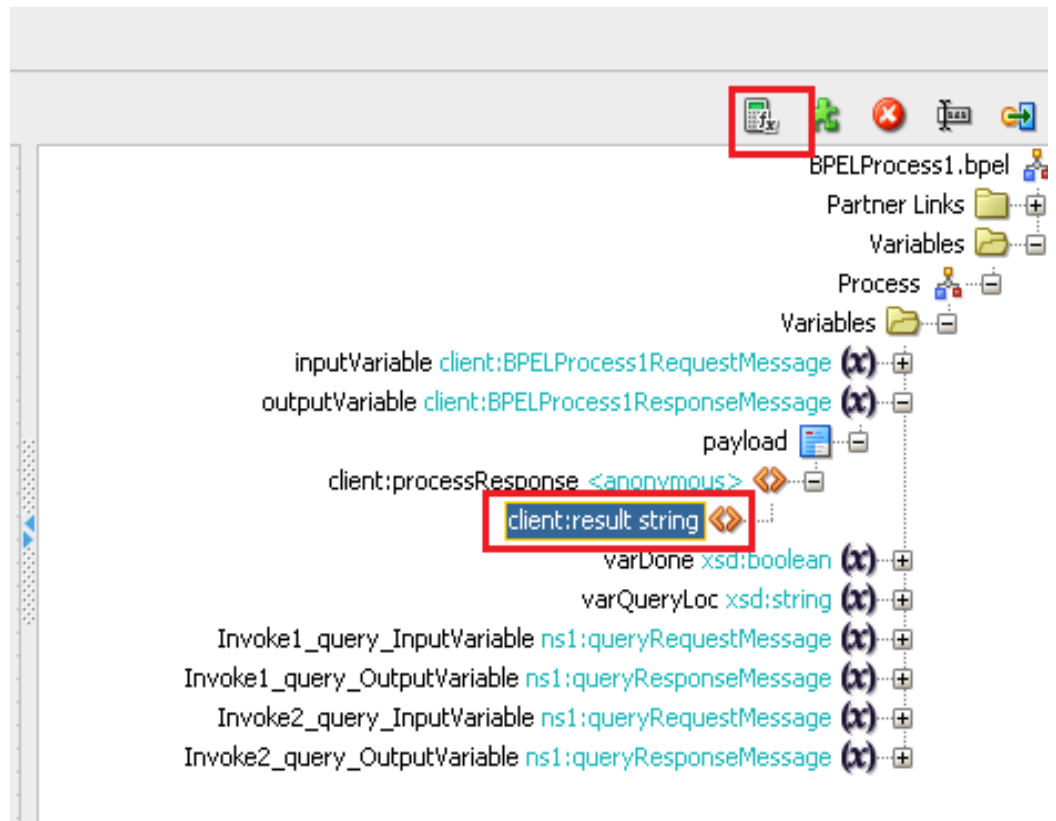 BPELProcess1.bpel
Partner Links
Variables
Process
Variables
inputVariable client:BPELProcess1RequestMessage (x)
outputVariable client:BPELProcess1ResponseMessage (x)
payload
client:processResponse <anonymous>
client:result string
varDone xsd:boolean (x)
varQueryLoc xsd:string (x)
Invoke1_query_InputVariable ns1:queryRequestMessage (x)
Invoke1_query_OutputVariable ns1:queryResponseMessage (x)
Invoke2_query_InputVariable ns1:queryRequestMessage (x)
Invoke2_query_OutputVariable ns1:queryResponseMessage (x)